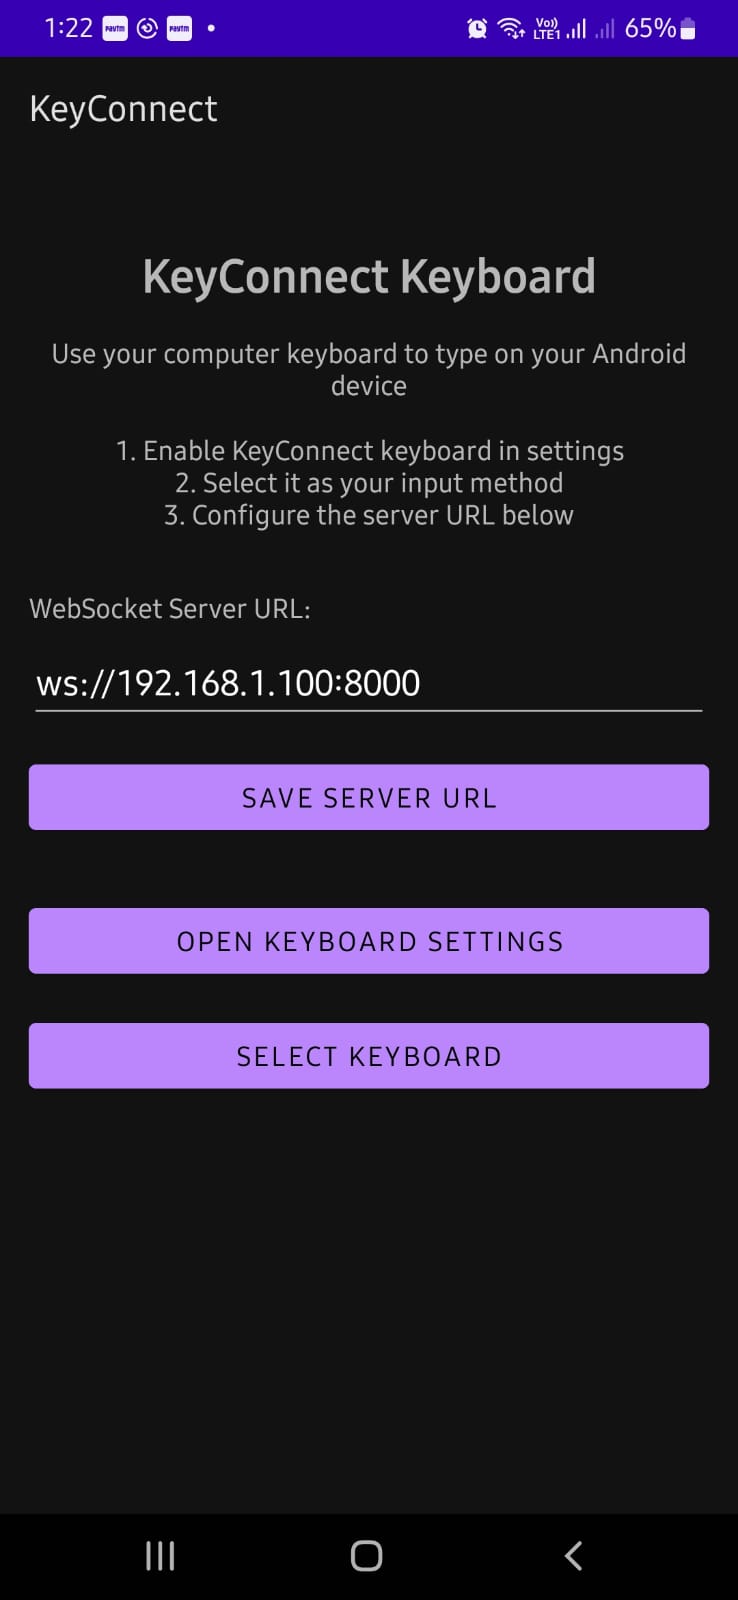 1:22 Paytm Paytm Vo)) LTE1 65%
KeyConnect
KeyConnect Keyboard
Use your computer keyboard to type on your Android
device
1. Enable KeyConnect keyboard in settings
2. Select it as your input method
3. Configure the server URL below
WebSocket Server URL:
ws://192.168.1.100:8000
SAVE SERVER URL
OPEN KEYBOARD SETTINGS
SELECT KEYBOARD